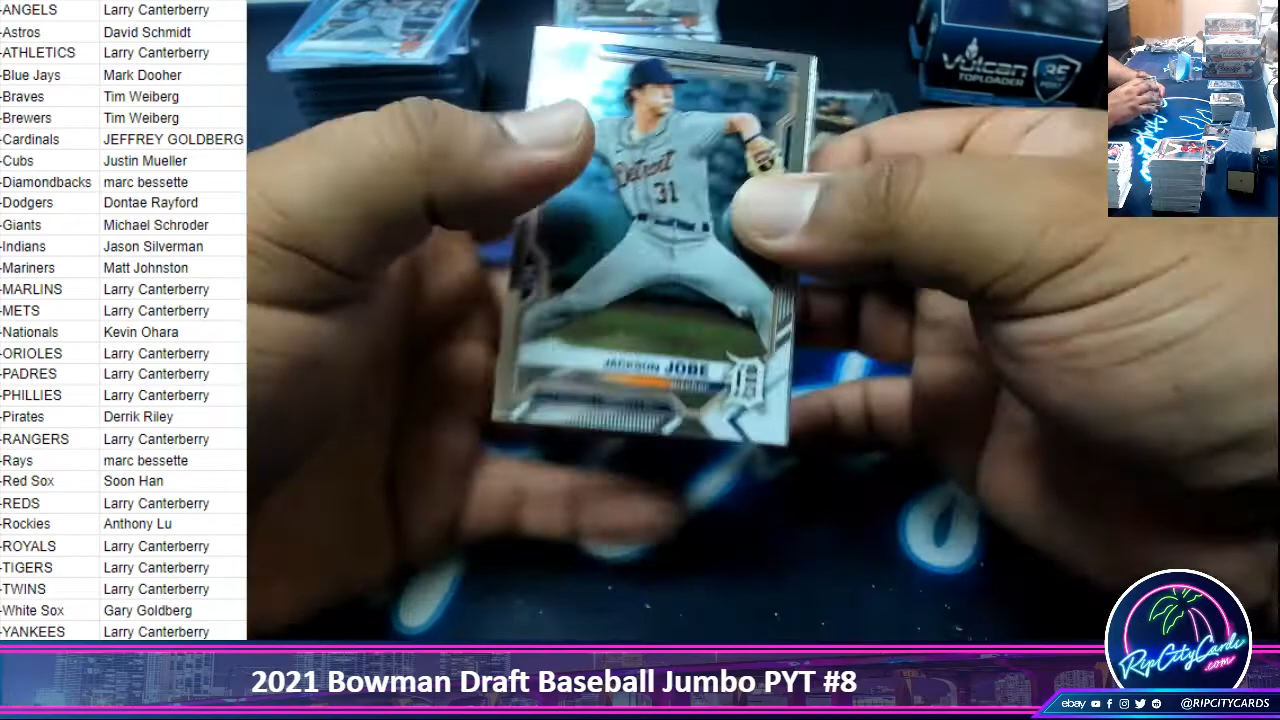 -ANGELS Larry Canterberry
-Astros David Schmidt
-ATHLETICS Larry Canterberry
-Blue Jays Mark Dooher
-Braves Tim Weiberg
-Brewers Tim Weiberg
-Cardinals JEFFREY GOLDBERG
-Cubs Justin Mueller
-Diamondbacks marc bessette
-Dodgers Dontae Rayford
-Giants Michael Schroder
-Indians Jason Silverman
-Mariners Matt Johnston
-MARLINS Larry Canterberry
-METS Larry Canterberry
-Nationals Kevin Ohara
-ORIOLES Larry Canterberry
-PADRES Larry Canterberry
-PHILLIES Larry Canterberry
-Pirates Derrik Riley
-RANGERS Larry Canterberry
-Rays marc bessette
-Red Sox Soon Han
-REDS Larry Canterberry
-Rockies Anthony Lu
-ROYALS Larry Canterberry
-TIGERS Larry Canterberry
-TWINS Larry Canterberry
-White Sox Gary Goldberg
-YANKEES Larry Canterberry
Vulcan
TOPLOADER
1st
Detroit
31
JACKSON JOBE
RipCityCards
.com
2021 Bowman Draft Baseball Jumbo PYT #8
ebay @RIPCITYCARDS